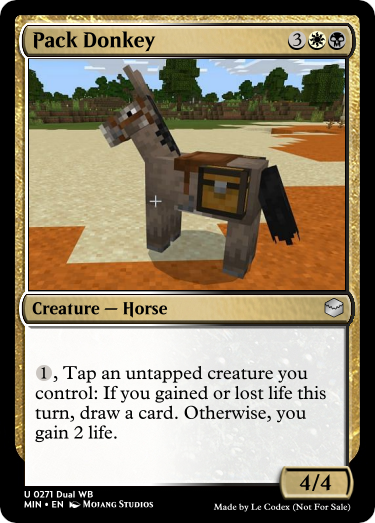 Pack Donkey 3
Creature — Horse
1, Tap an untapped creature you
control: If you gained or lost life this
turn, draw a card. Otherwise, you
gain 2 life.
4/4
U 0271 Dual WB
MIN • EN Mojang Studios
Made by Le Codex (Not For Sale)